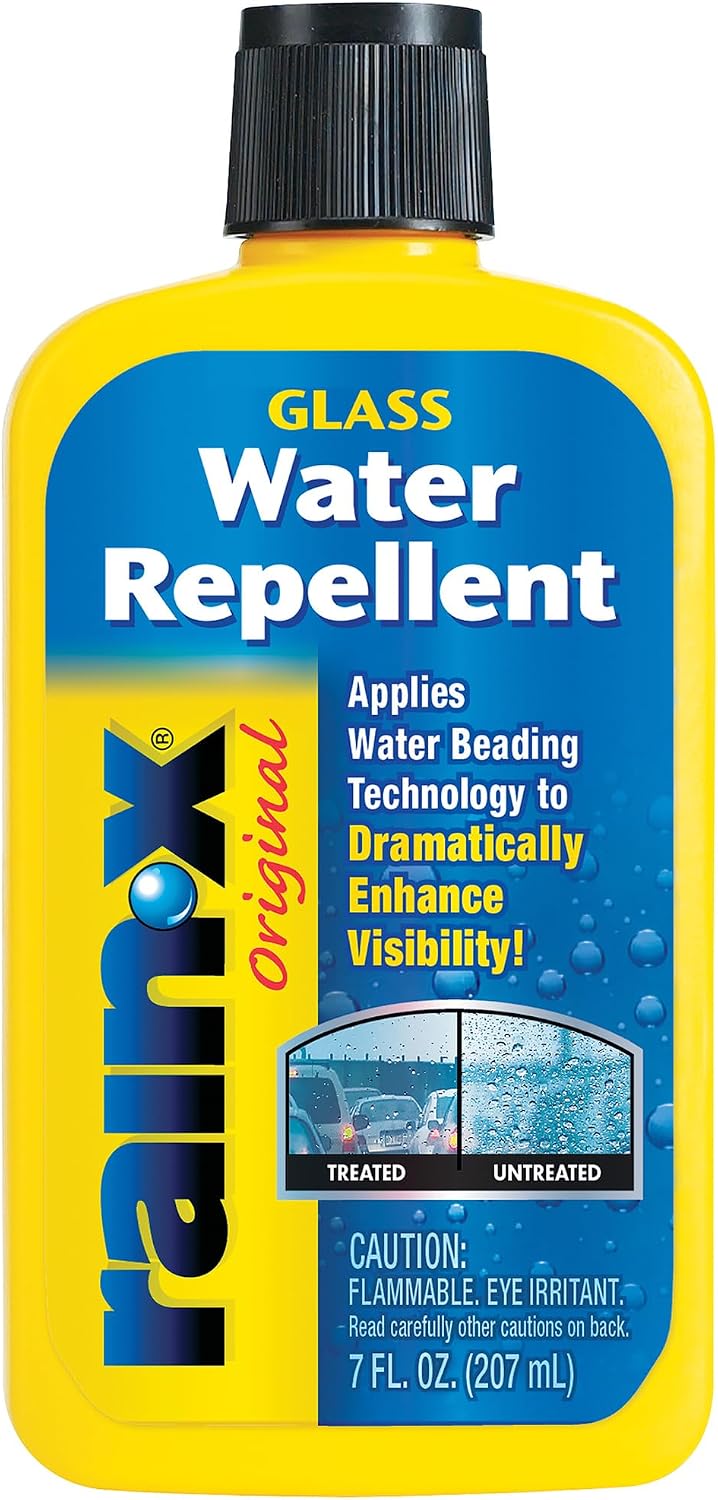 GLASS
Water
Repellent
rain·x®
Original
Applies
Water Beading
Technology to
Dramatically
Enhance
Visibility!
TREATED
UNTREATED
CAUTION:
FLAMMABLE. EYE IRRITANT.
Read carefully other cautions on back.
7 FL. OZ. (207 mL)